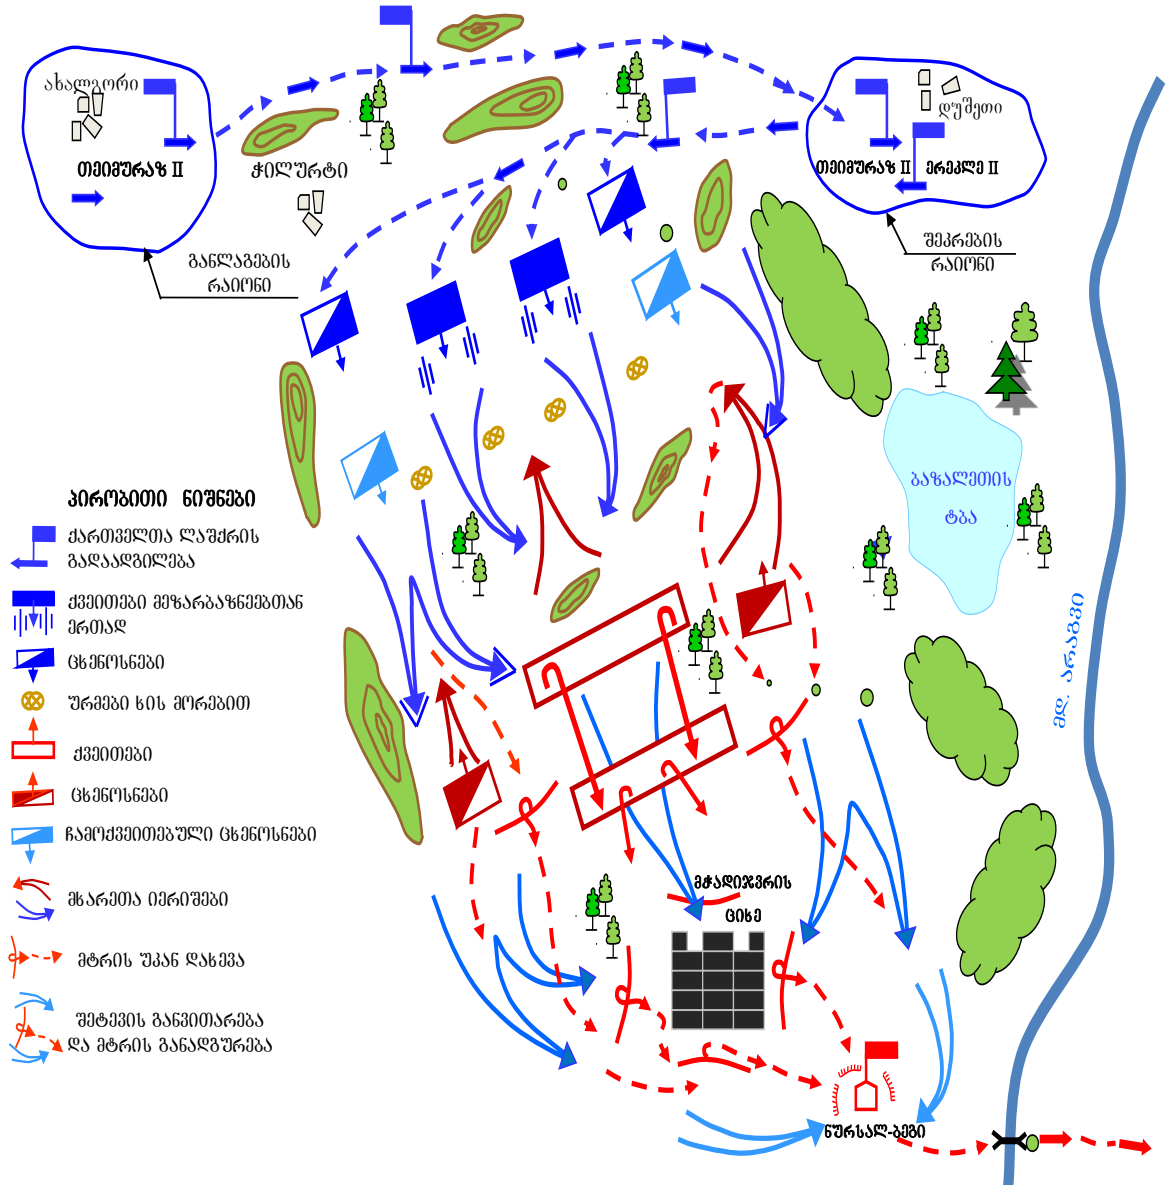 ახალგორი
თეიმურაზ II
ჭილურტი
განლაგების
რაიონი
დუშეთი
თეიმურაზ II ერეკლე II
შეკრების
რაიონი
ბაზალეთის
ტბა
მდ. არაგვი
პირობითი ნიშნები
ქართველთა ლაშქრის
გადაადგილება
ქვეითები მეზარბაზნეებთან
ერთად
ცხენოსნები
ურმები ხის მორებით
ქვეითები
ცხენოსნები
ჩამოქვეითებული ცხენოსნები
მხარეთა იერიშები
მტრის უკან დახევა
შეტევის განვითარება
და მტრის განადგურება
მჭადიჯვრის
ციხე
ნურსალ-ბეგი